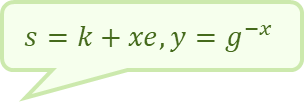 s = k + xe, y = g⁻ˣ